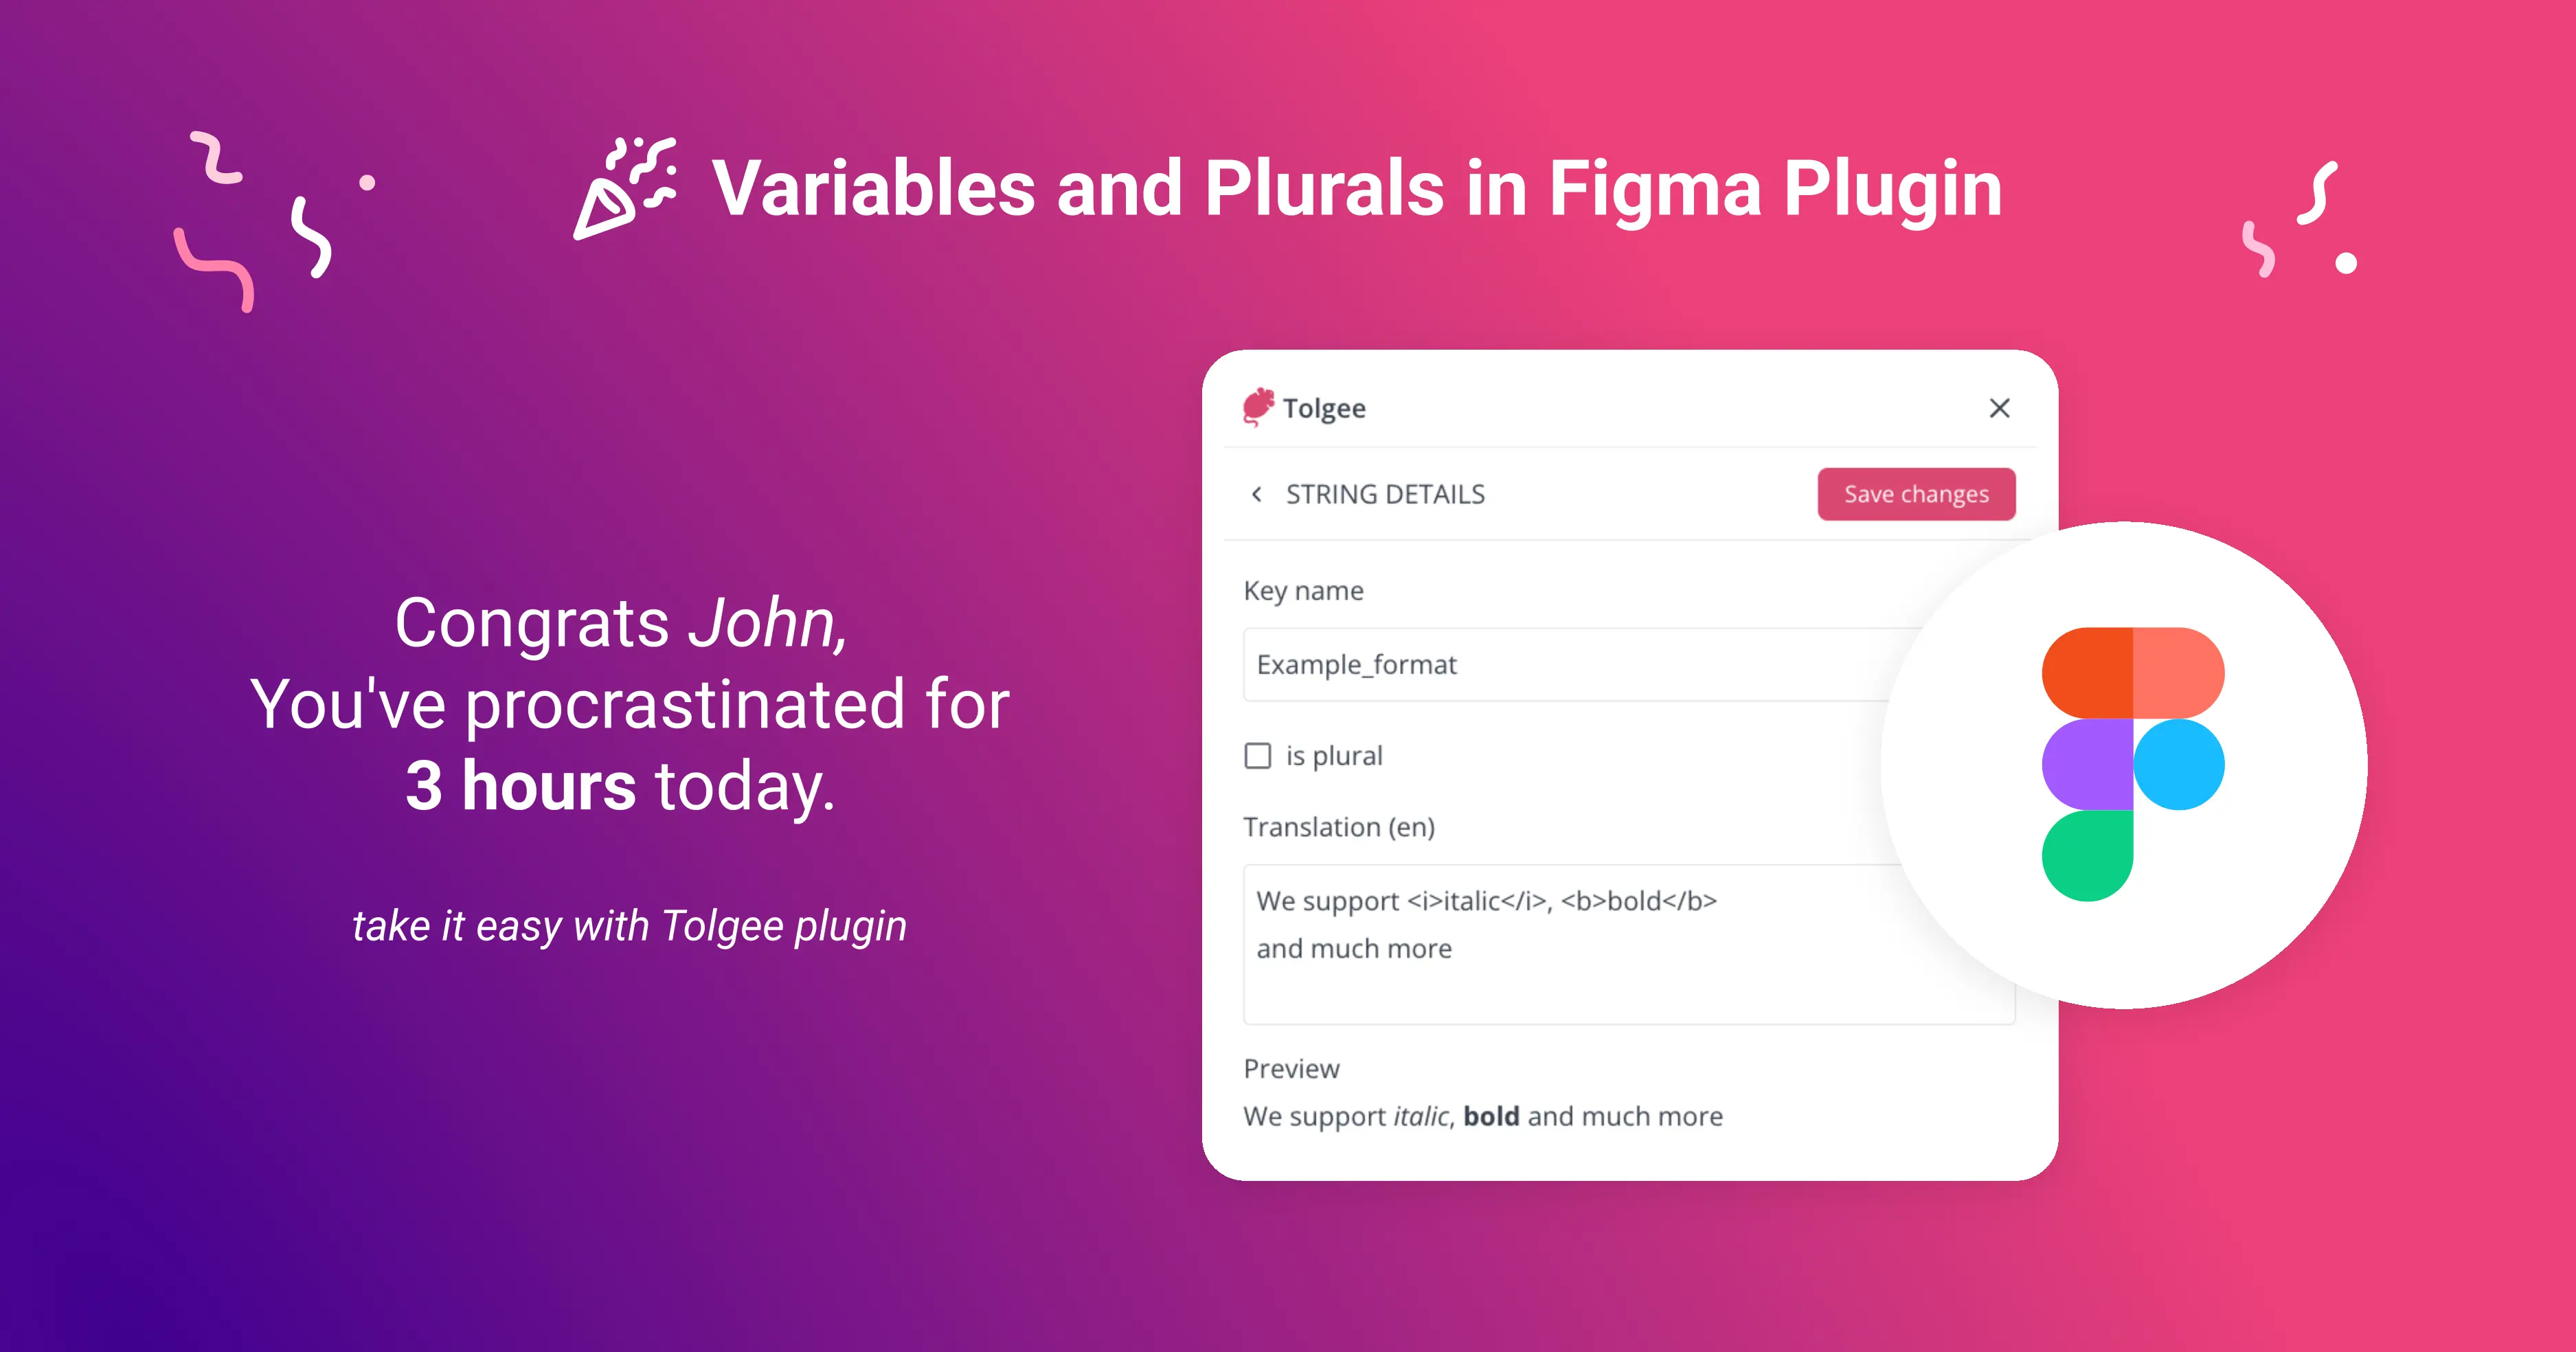 Variables and Plurals in Figma Plugin
Congrats John,
You've procrastinated for
3 hours today.
take it easy with Tolgee plugin
Tolgee
STRING DETAILS
Save changes
Key name
Example_format
is plural
Translation (en)
We support <i>italic</i>, <b>bold</b>
and much more
Preview
We support italic, bold and much more